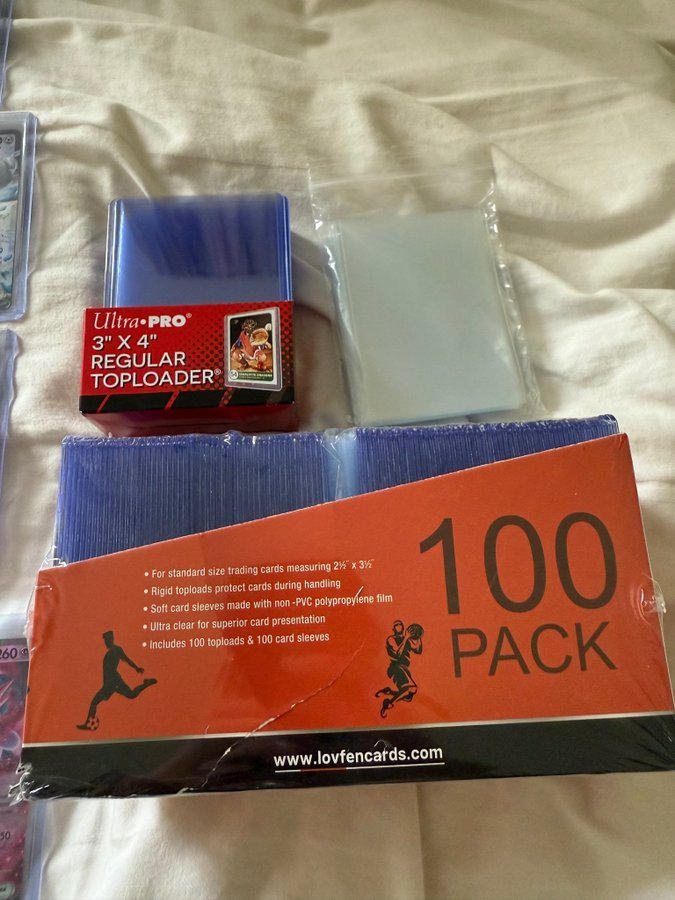 Ultra•PRO®
3" X 4"
REGULAR
TOPLOADER®
100
PACK
• For standard size trading cards measuring 2½" x 3½"
• Rigid toploads protect cards during handling
• Soft card sleeves made with non-PVC polypropylene film
• Ultra clear for superior card presentation
• Includes 100 toploads & 100 card sleeves
www.lovfencards.com
260
50